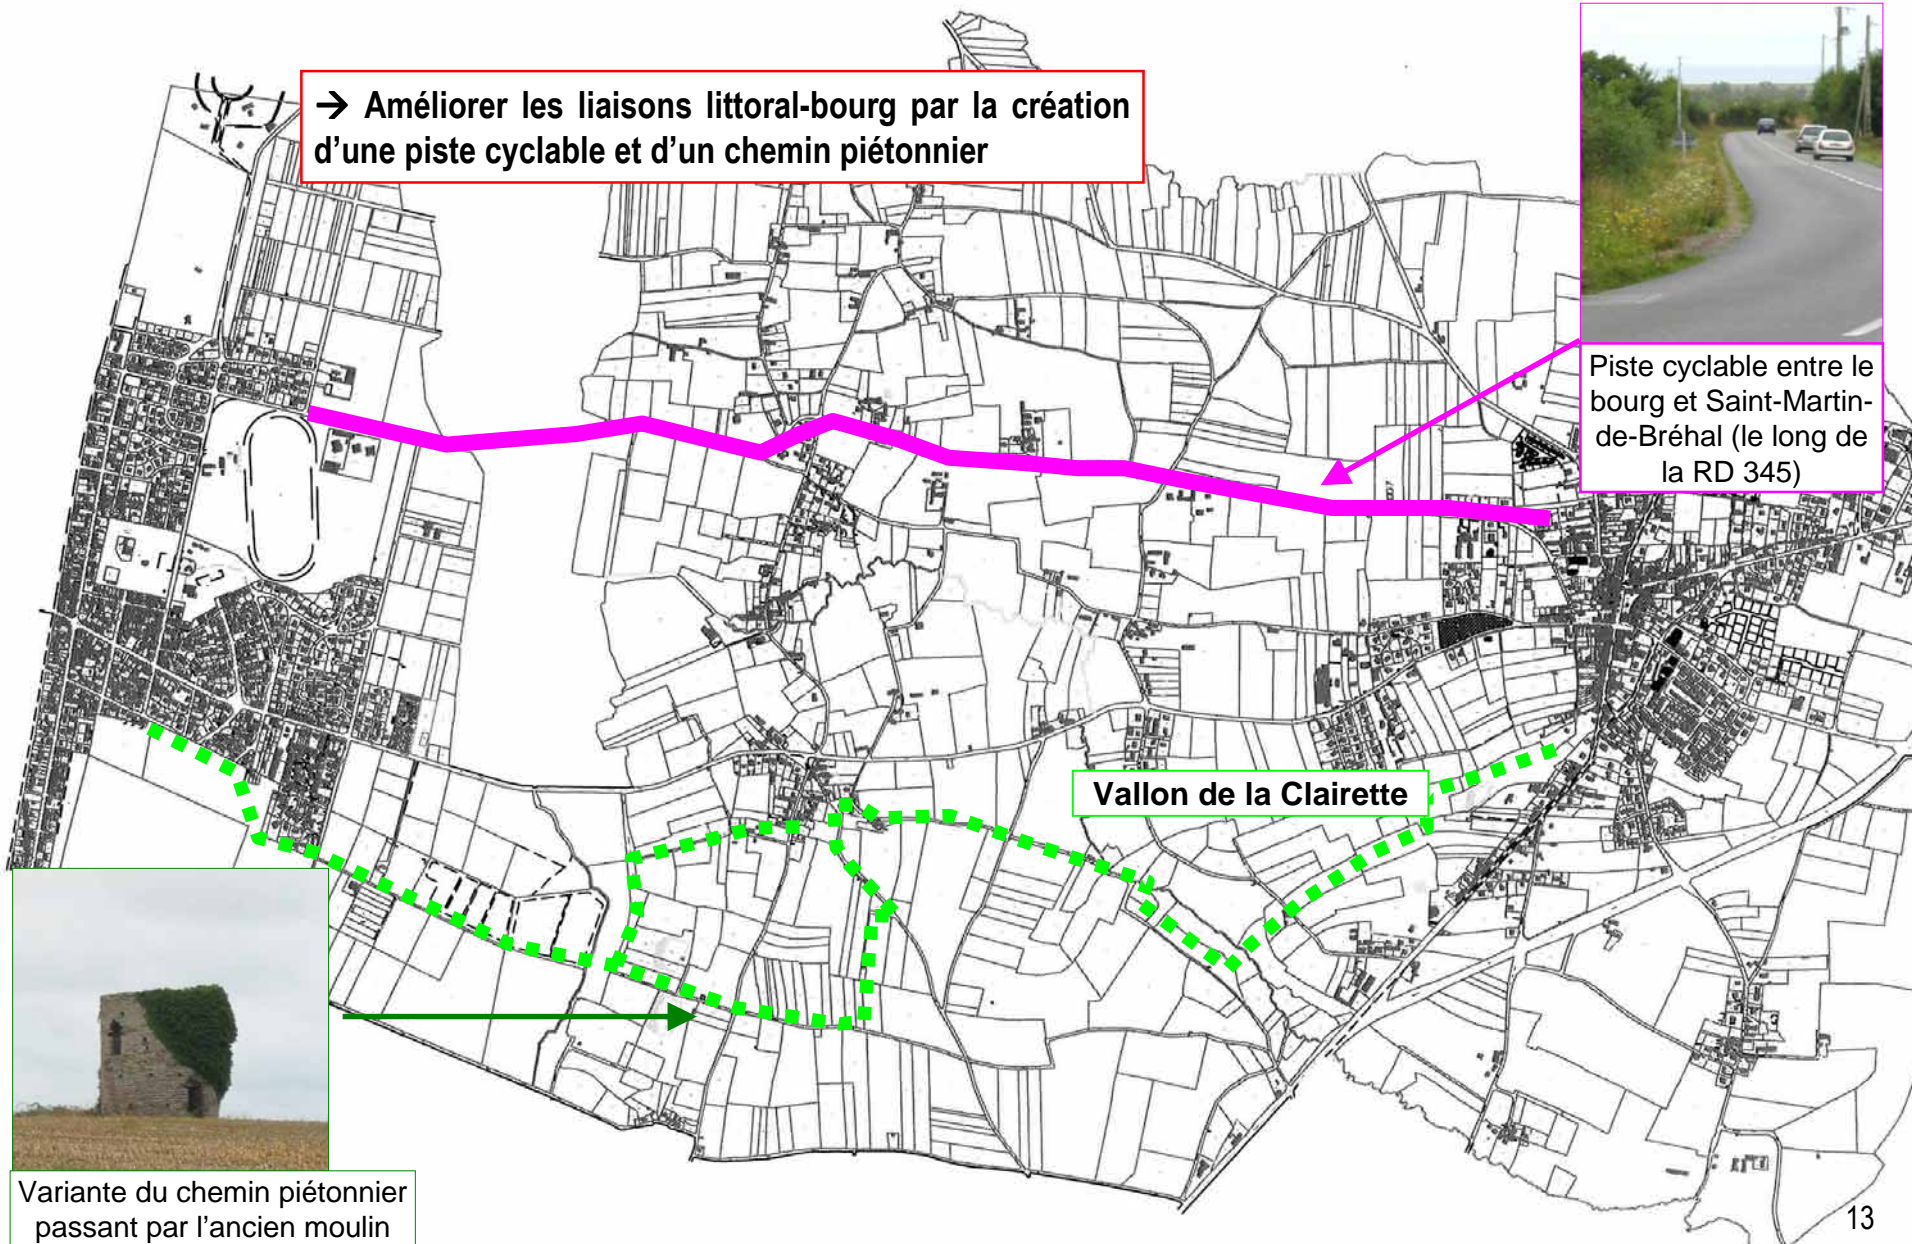 → Améliorer les liaisons littoral-bourg par la création
d'une piste cyclable et d'un chemin piétonnier
Piste cyclable entre le
bourg et Saint-Martin-
de-Bréhal (le long de
la RD 345)
Vallon de la Clairette
Variante du chemin piétonnier
passant par l'ancien moulin
13